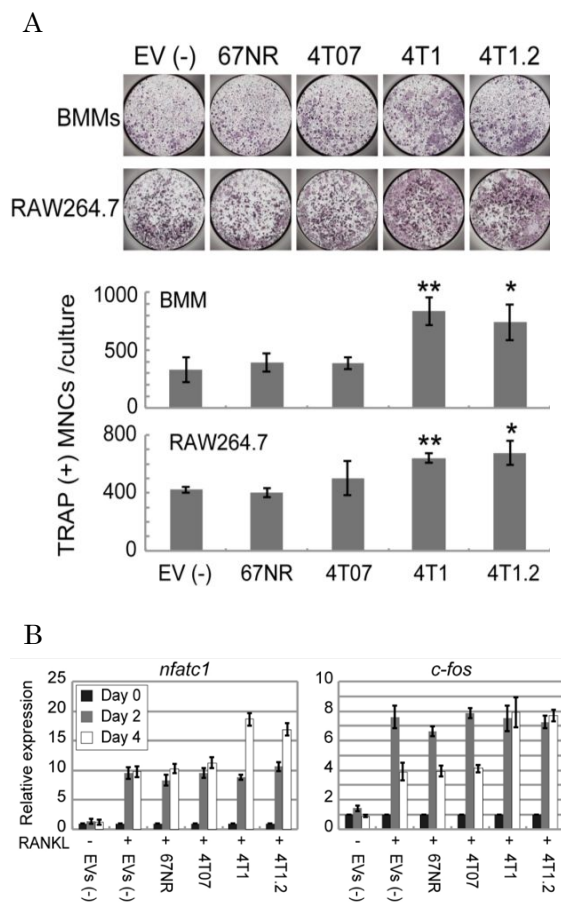 A
EV (-) 67NR 4T07 4T1 4T1.2
BMMs
RAW264.7
TRAP (+) MNCs /culture
1000
500
0
BMM
** *
800
400
0
RAW264.7
** *
EV (-) 67NR 4T07 4T1 4T1.2
B
nfatc1
Relative expression
25
20
15
10
5
0
Day 0
Day 2
Day 4
c-fos
10
8
6
4
2
0
RANKL - + + + + +
EVs (-) EVs (-) 67NR 4T07 4T1 4T1.2
- + + + + +
EVs (-) EVs (-) 67NR 4T07 4T1 4T1.2